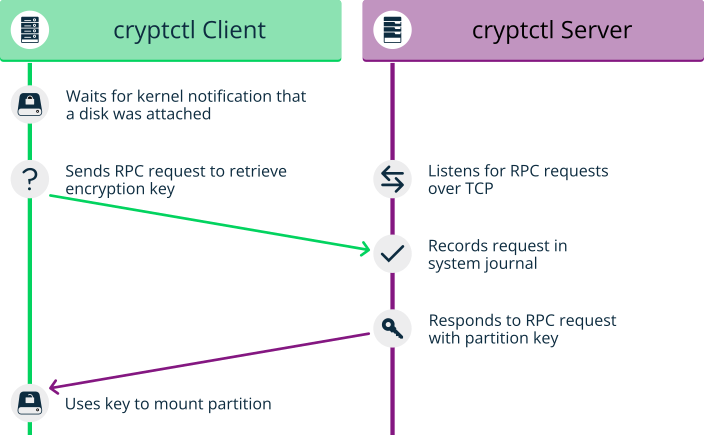 cryptctl Client
cryptctl Server
Waits for kernel notification that
a disk was attached
Sends RPC request to retrieve
encryption key
Listens for RPC requests
over TCP
Records request in
system journal
Responds to RPC request
with partition key
Uses key to mount partition